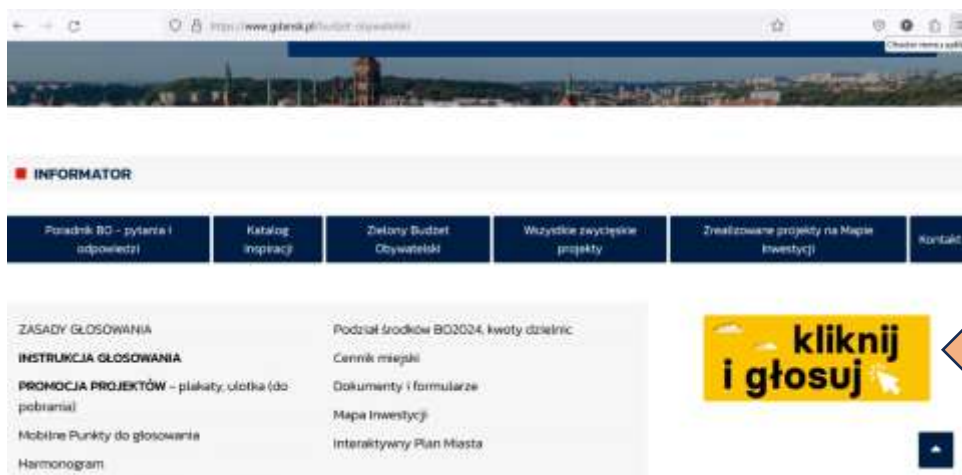 https://www.gdansk.pl/budzet-obywatelski
INFORMATOR
Poradnik BO - pytania i
odpowiedzi
Katalog
Inspiracji
Zielony Budżet
Obywatelski
Wszystkie zwycięskie
projekty
Zrealizowane projekty na Mapie
Inwestycji
Kontakt
ZASADY GŁOSOWANIA
INSTRUKCJA GŁOSOWANIA
PROMOCJA PROJEKTÓW – plakaty, ulotka (do
pobrania)
Mobilne Punkty do głosowania
Harmonogram
Podział środków BO2024, kwoty dzielnic
Cennik miejski
Dokumenty i formularze
Mapa Inwestycji
Interaktywny Plan Miasta
kliknij
i głosuj